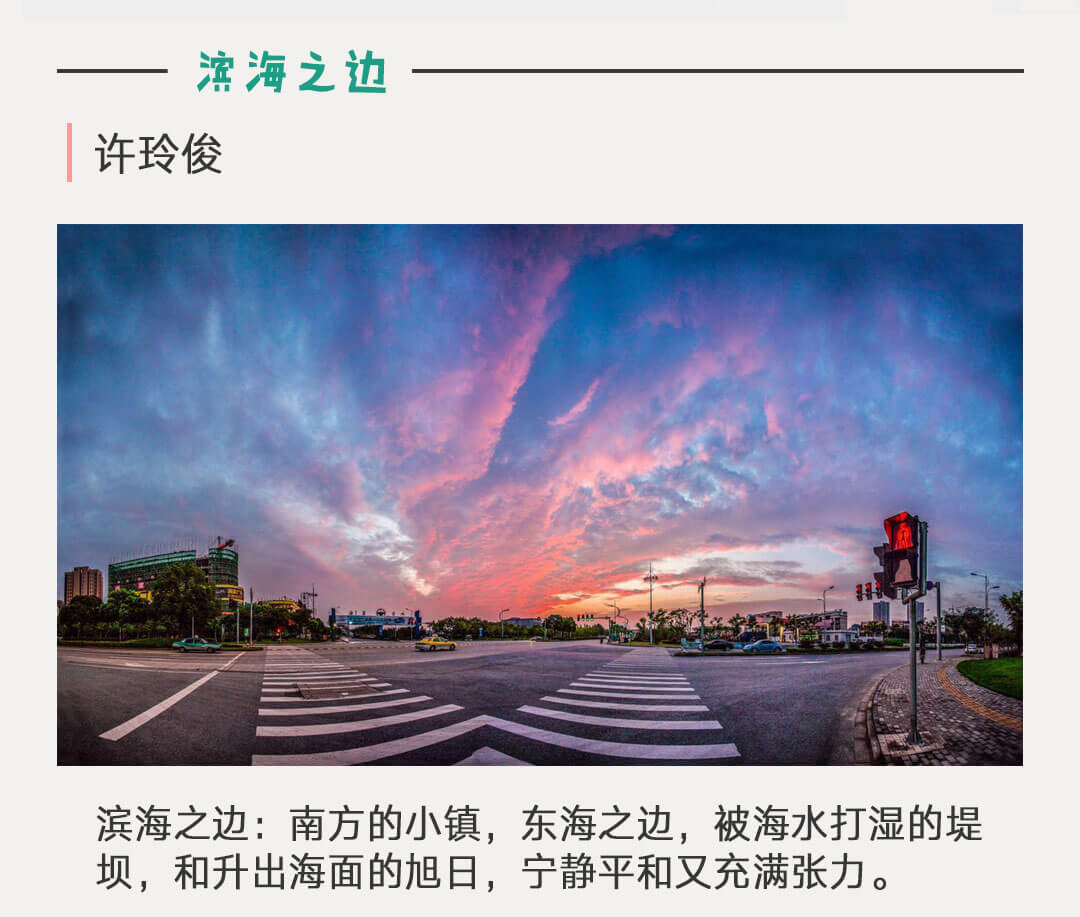 滨海之边
许玲俊
滨海之边：南方的小镇，东海之边，被海水打湿的堤
坝，和升出海面的旭日，宁静平和又充满张力。